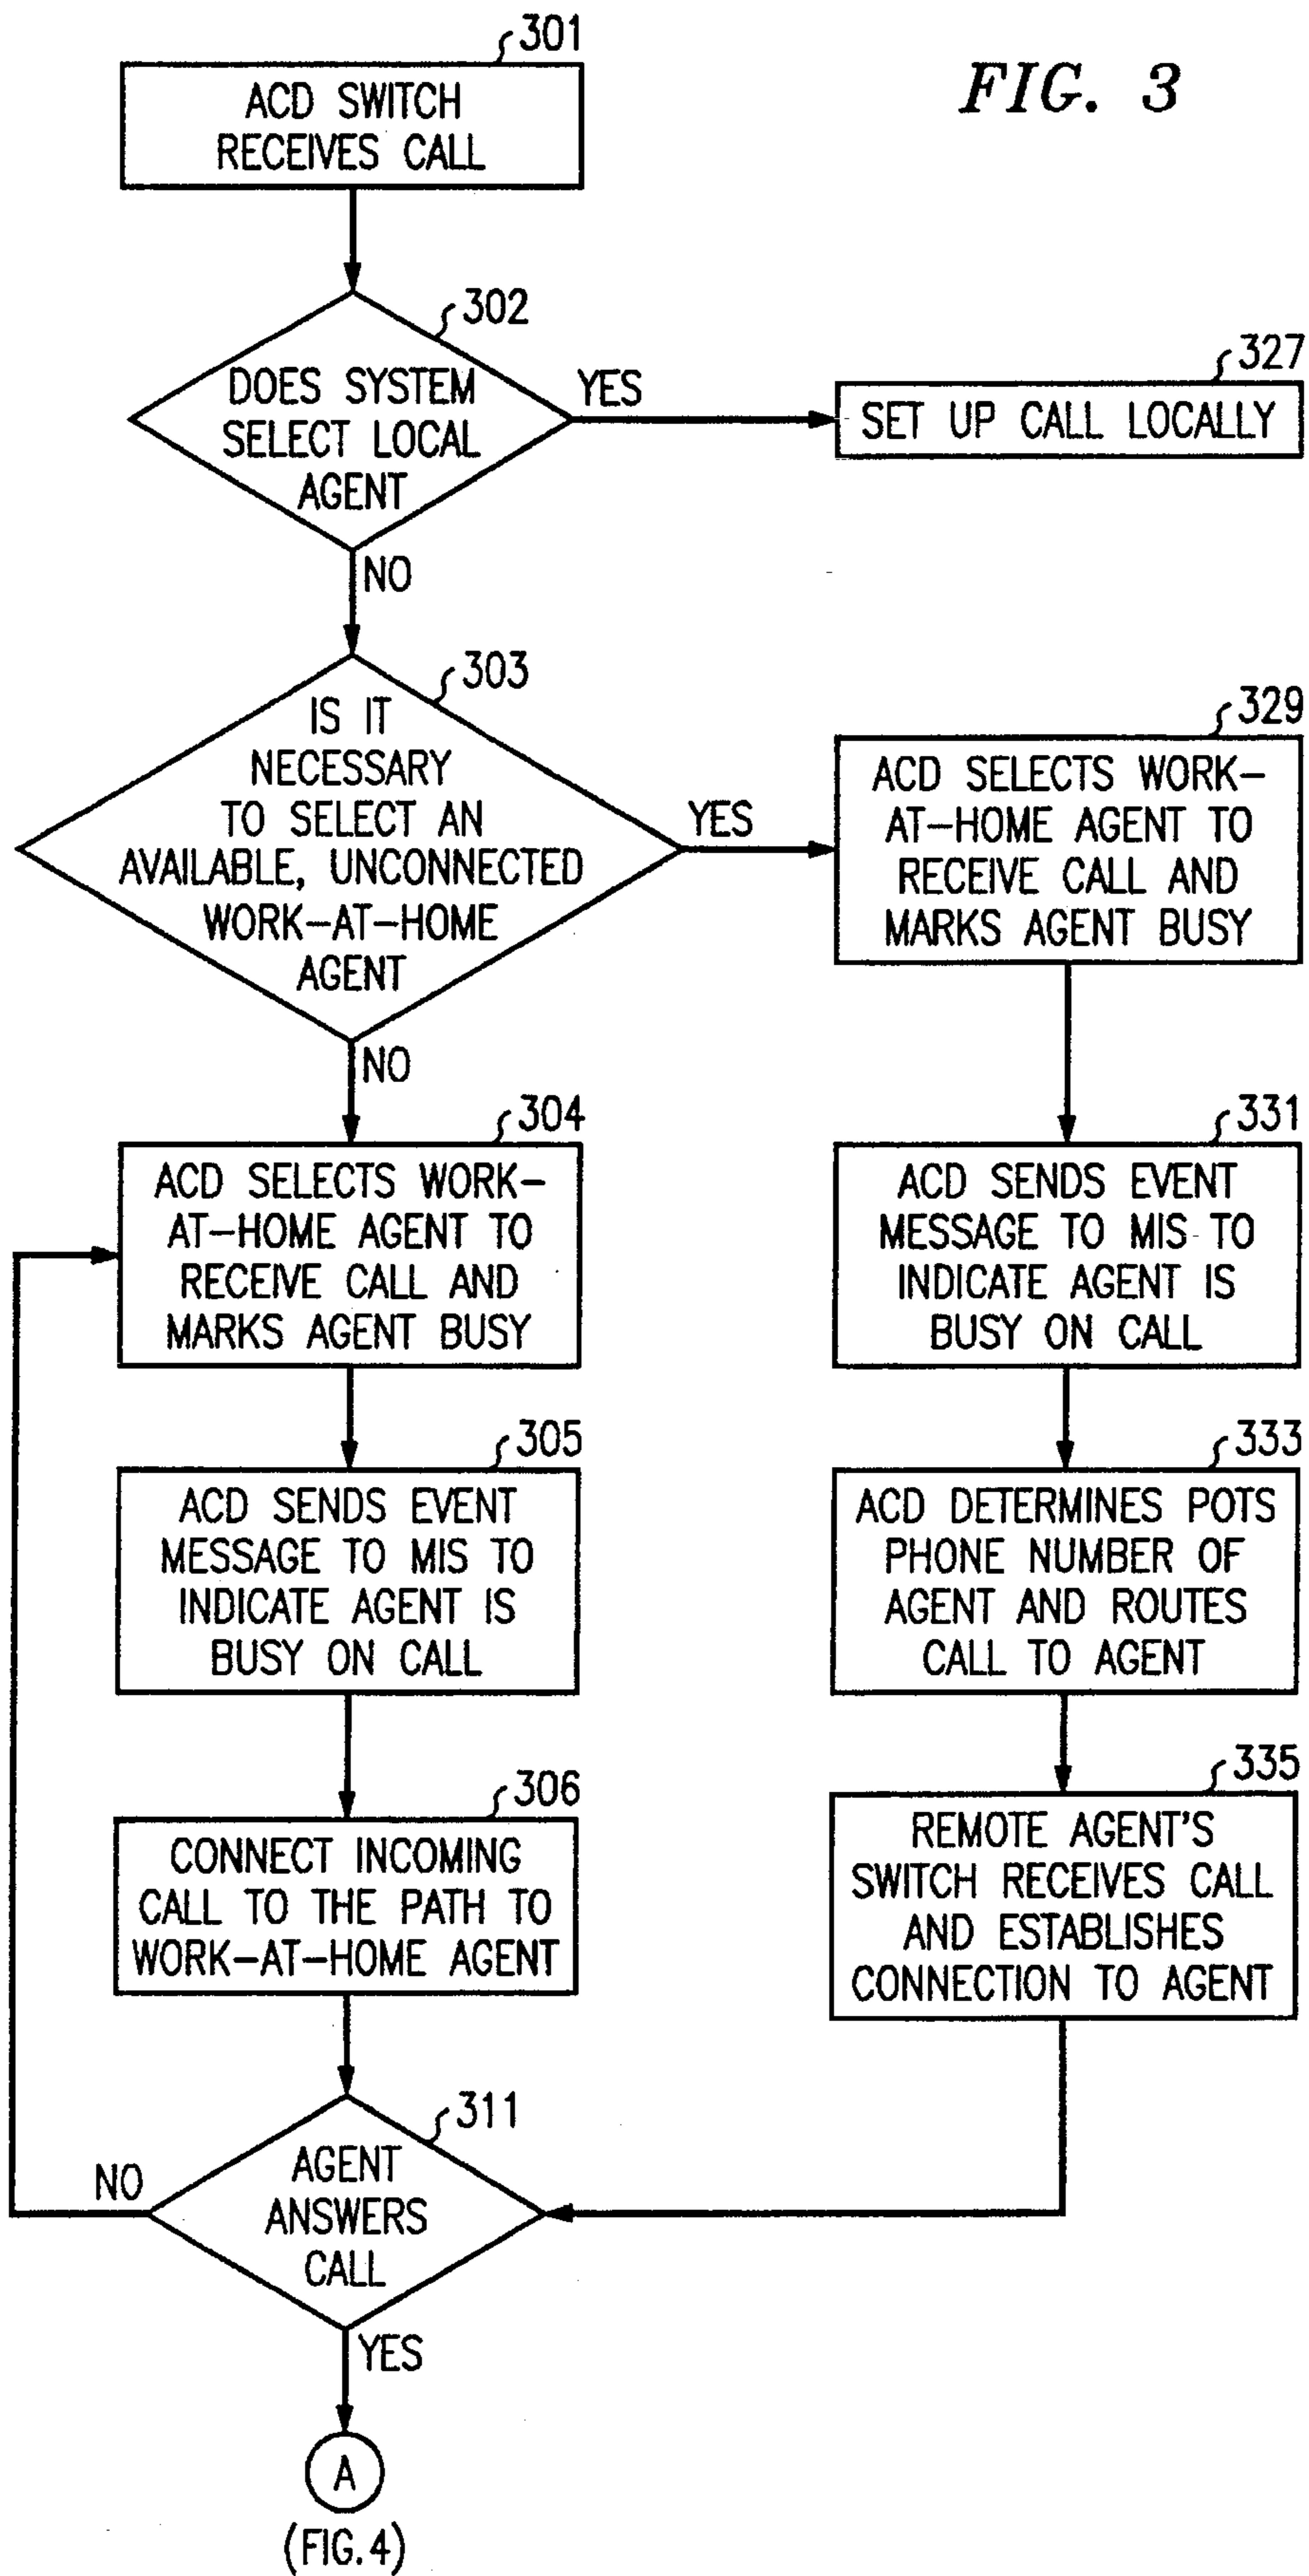 FIG. 3
301
ACD SWITCH
RECEIVES CALL
302
DOES SYSTEM
SELECT LOCAL
AGENT
YES
327
SET UP CALL LOCALLY
NO
303
IS IT
NECESSARY
TO SELECT AN
AVAILABLE, UNCONNECTED
WORK-AT-HOME
AGENT
YES
329
ACD SELECTS WORK-
AT-HOME AGENT TO
RECEIVE CALL AND
MARKS AGENT BUSY
NO
304
ACD SELECTS WORK-
AT-HOME AGENT TO
RECEIVE CALL AND
MARKS AGENT BUSY
331
ACD SENDS EVENT
MESSAGE TO MIS TO
INDICATE AGENT IS
BUSY ON CALL
305
ACD SENDS EVENT
MESSAGE TO MIS TO
INDICATE AGENT IS
BUSY ON CALL
333
ACD DETERMINES POTS
PHONE NUMBER OF
AGENT AND ROUTES
CALL TO AGENT
306
CONNECT INCOMING
CALL TO THE PATH TO
WORK-AT-HOME AGENT
335
REMOTE AGENT'S
SWITCH RECEIVES CALL
AND ESTABLISHES
CONNECTION TO AGENT
311
AGENT
ANSWERS
CALL
NO
YES
A
(FIG. 4)